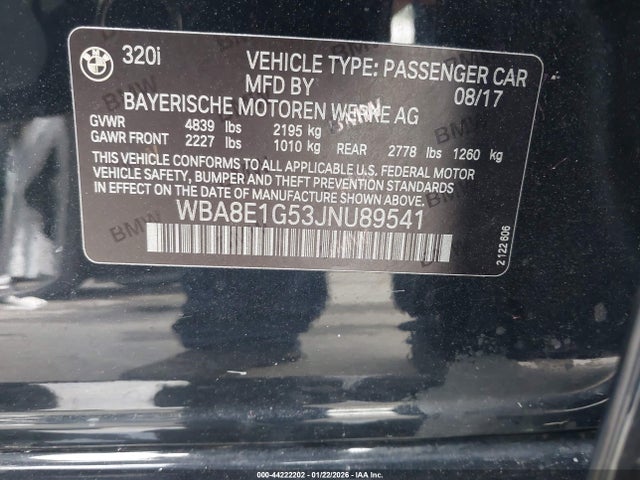 320i VEHICLE TYPE: PASSENGER CAR
MFD BY 08/17
BAYERISCHE MOTOREN WERKE AG
GVWR 4839 lbs 2195 kg
GAWR FRONT 2227 lbs 1010 kg REAR 2778 lbs 1260 kg
THIS VEHICLE CONFORMS TO ALL APPLICABLE U.S. FEDERAL MOTOR
VEHICLE SAFETY, BUMPER AND THEFT PREVENTION STANDARDS
IN EFFECT ON THE DATE OF MANUFACTURE SHOWN ABOVE.
WBA8E1G53JNU89541
2 122 606
000-44222202 - 01/22/2026 - IAA Inc.